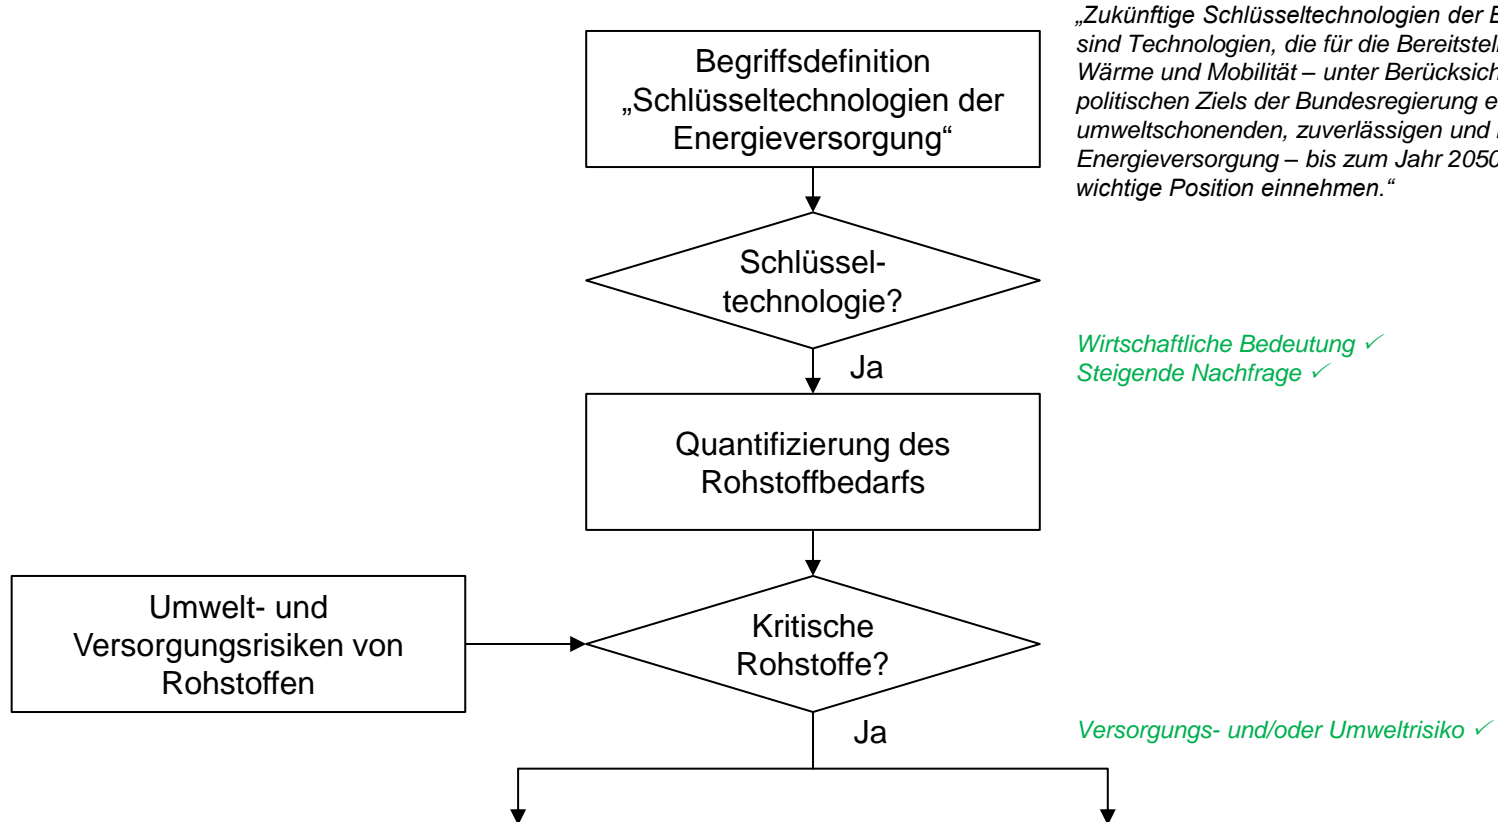 „Zukünftige Schlüsseltechnologien der
sind Technologien, die für die
Wärme und Mobilität – unter
politischen Ziels der Bundesregierung
umweltschonenden, zuverlässigen und
Energieversorgung – bis zum Jahr 2050
wichtige Position einnehmen.“
Begriffsdefinition
„Schlüsseltechnologien der
Energieversorgung“
Schlüssel-
technologie?
Ja
Wirtschaftliche Bedeutung ✓
Steigende Nachfrage ✓
Quantifizierung des
Rohstoffbedarfs
Umwelt- und
Versorgungsrisiken von
Rohstoffen
Kritische
Rohstoffe?
Ja
Versorgungs- und/oder Umweltrisiko ✓